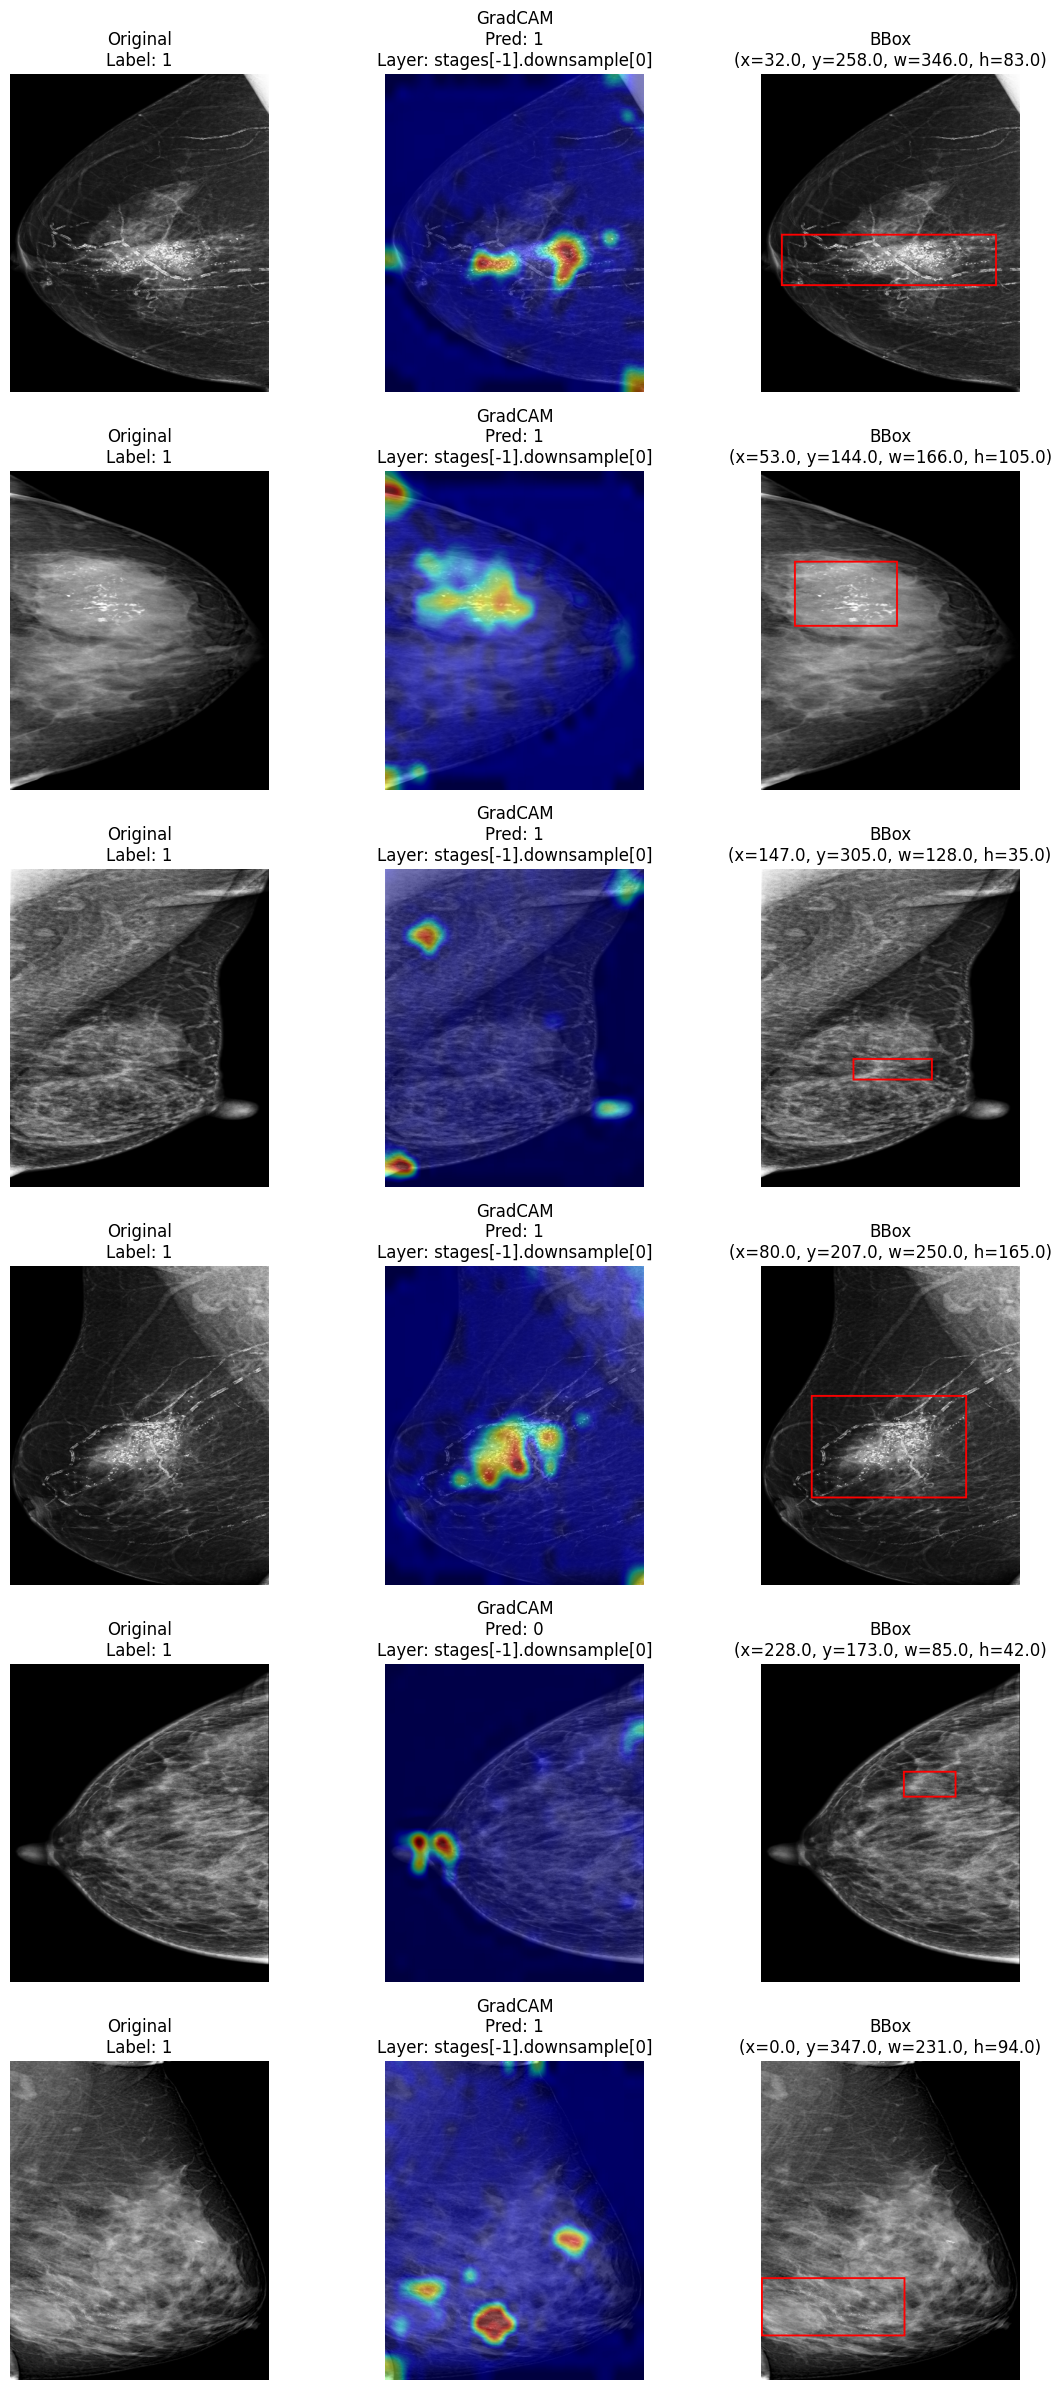 Original
Label: 1
GradCAM
Pred: 1
Layer: stages[-1].downsample[0]
BBox
(x=32.0, y=258.0, w=346.0, h=83.0)
Original
Label: 1
GradCAM
Pred: 1
Layer: stages[-1].downsample[0]
BBox
(x=53.0, y=144.0, w=166.0, h=105.0)
Original
Label: 1
GradCAM
Pred: 1
Layer: stages[-1].downsample[0]
BBox
(x=147.0, y=305.0, w=128.0, h=35.0)
Original
Label: 1
GradCAM
Pred: 1
Layer: stages[-1].downsample[0]
BBox
(x=80.0, y=207.0, w=250.0, h=165.0)
Original
Label: 1
GradCAM
Pred: 0
Layer: stages[-1].downsample[0]
BBox
(x=228.0, y=173.0, w=85.0, h=42.0)
Original
Label: 1
GradCAM
Pred: 1
Layer: stages[-1].downsample[0]
BBox
(x=0.0, y=347.0, w=231.0, h=94.0)